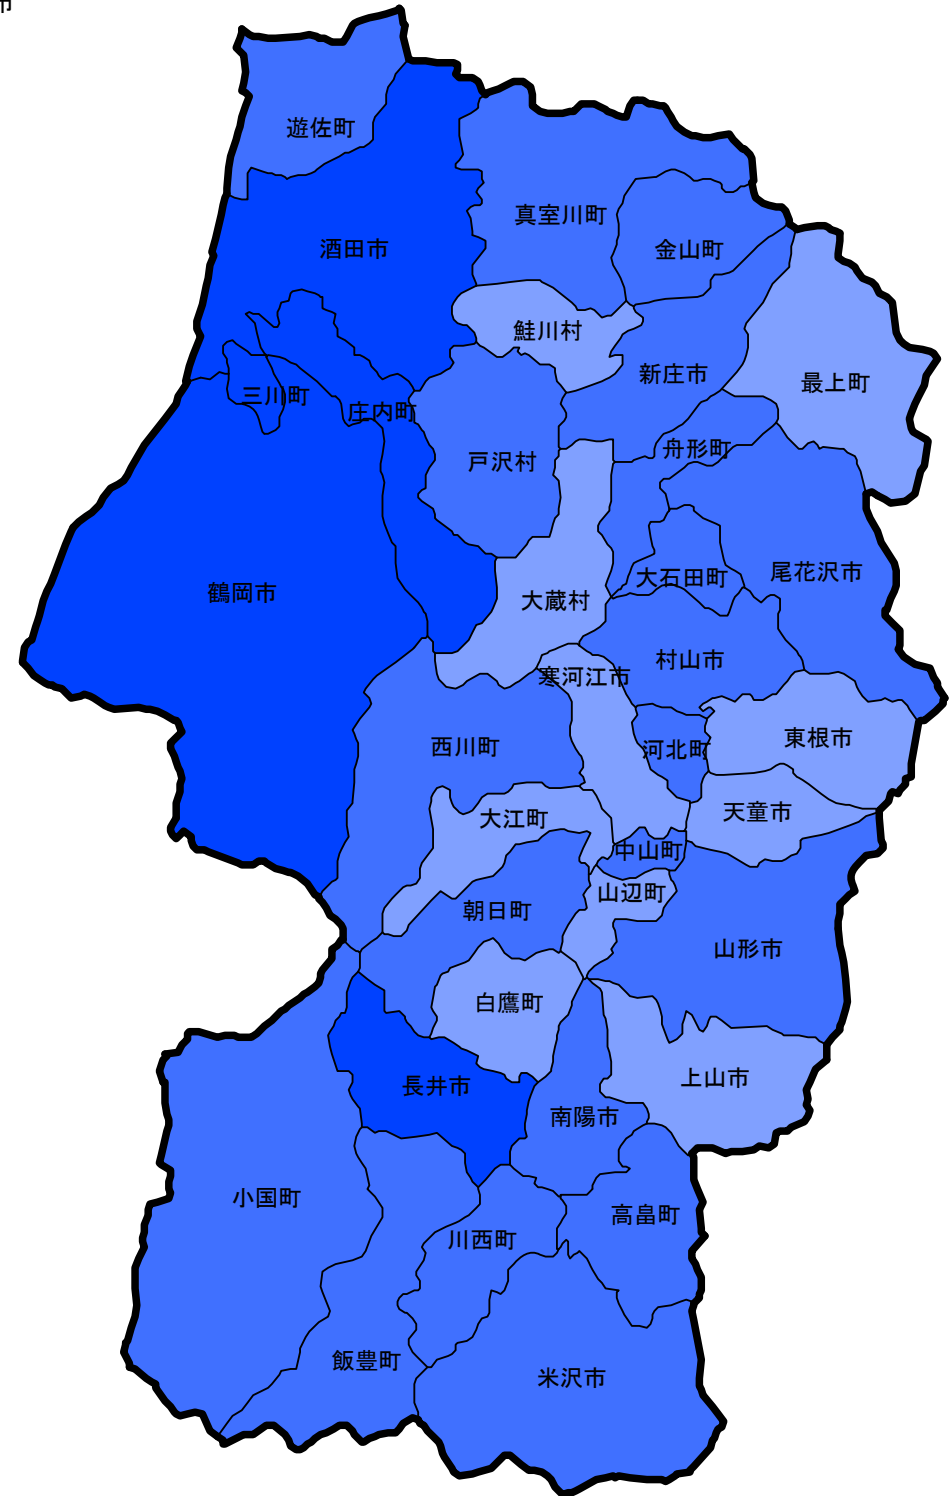 市
遊佐町
真室川町
酒田市
金山町
鮭川村
新庄市
最上町
三川町
庄内町
舟形町
戸沢村
尾花沢市
大石田町
鶴岡市
大蔵村
村山市
寒河江市
東根市
西川町
河北町
天童市
大江町
中山町
山辺町
朝日町
山形市
白鷹町
上山市
長井市
南陽市
小国町
高畠町
川西町
飯豊町
米沢市